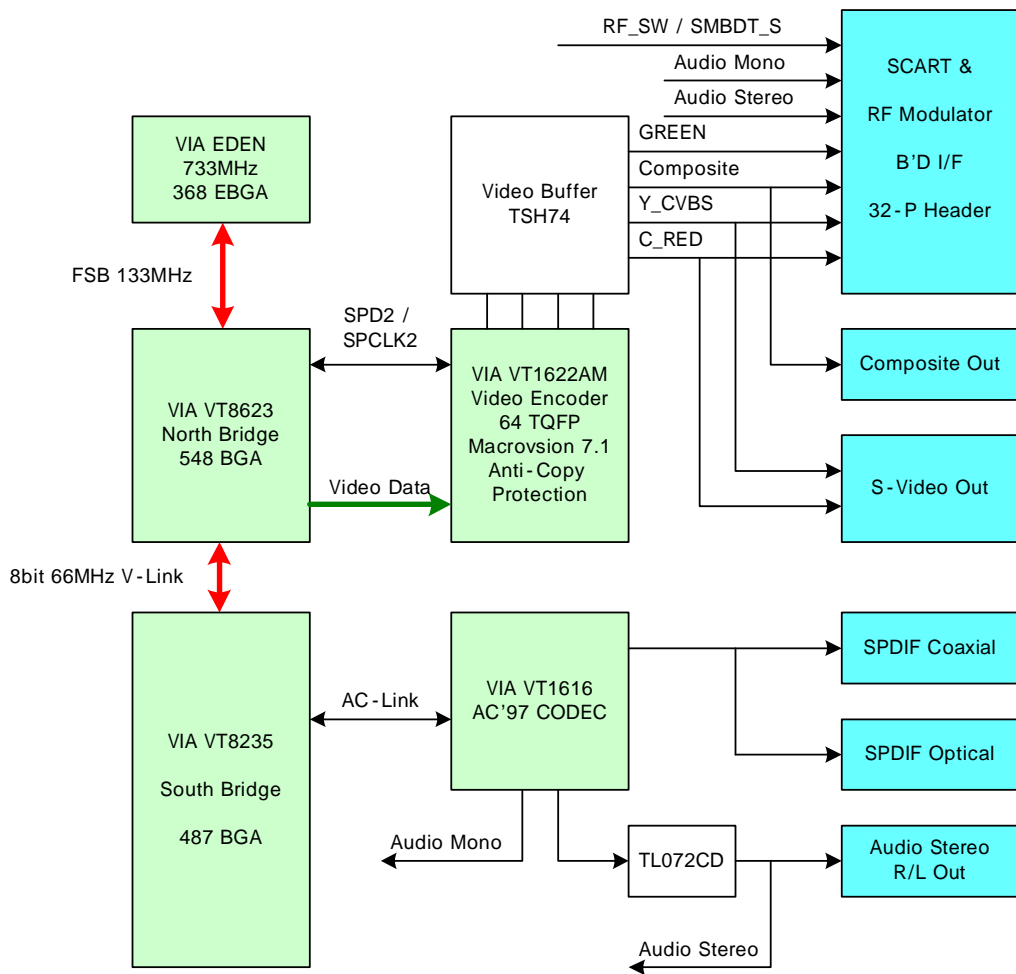 RF_SW / SMBDT_S
Audio Mono
Audio Stereo
GREEN
Composite
Y_CVBS
C_RED
SCART &
RF Modulator
B'D I/F
32-P Header
VIA EDEN
733MHz
368 EBGA
Video Buffer
TSH74
FSB 133MHz
SPD2 /
SPCLK2
VIA VT8623
North Bridge
548 BGA
VIA VT1622AM
Video Encoder
64 TQFP
Macrovsion 7.1
Anti-Copy
Protection
Video Data
Composite Out
S-Video Out
8bit 66MHz V-Link
VIA VT8235
South Bridge
487 BGA
AC-Link
VIA VT1616
AC'97 CODEC
SPDIF Coaxial
SPDIF Optical
Audio Mono
TL072CD
Audio Stereo
R/L Out
Audio Stereo